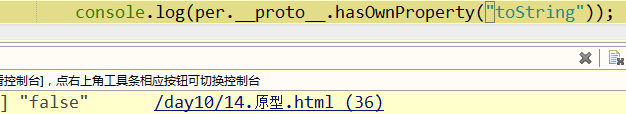 console.log(per.__proto__.hasOwnProperty("toString"));
控制台]，点右上角工具条相应按钮可切换控制台
] "false" /day10/14.原型.html (36)